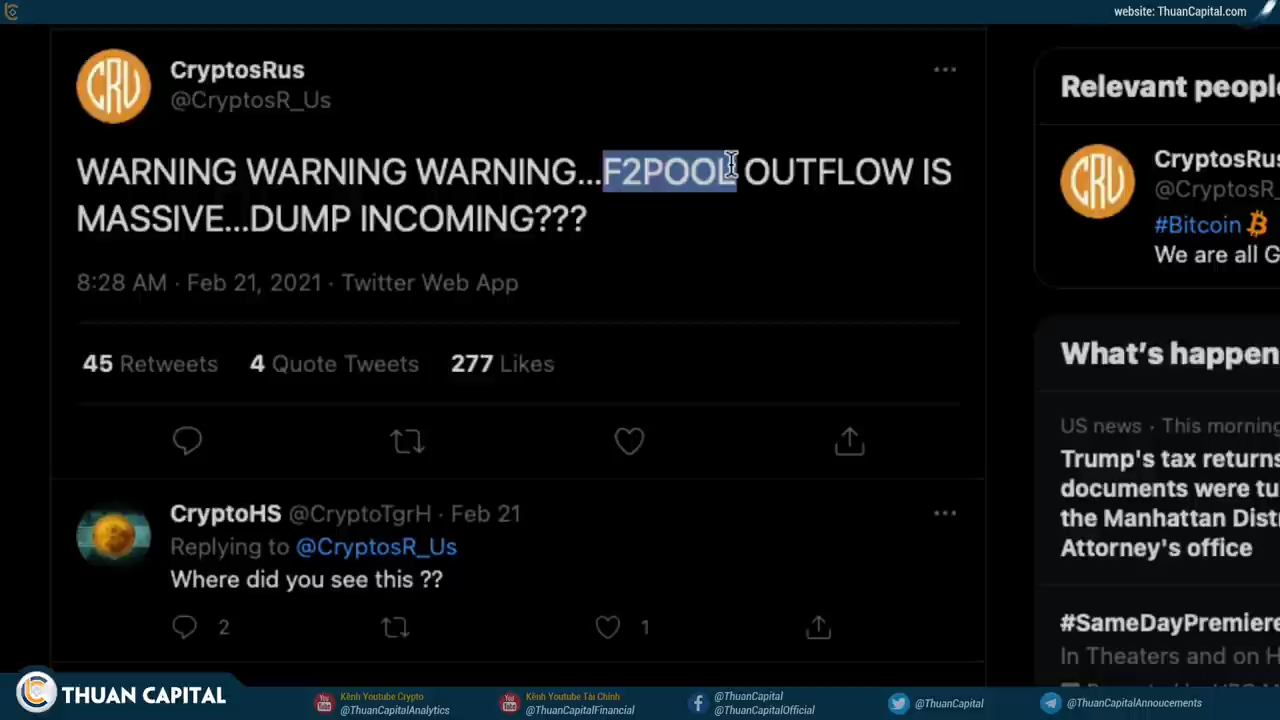 website: ThuanCapital.com
CryptosRus
@CryptosR_Us
WARNING WARNING WARNING...F2POOL OUTFLOW IS
MASSIVE...DUMP INCOMING???
8:28 AM · Feb 21, 2021 · Twitter Web App
45 Retweets 4 Quote Tweets 277 Likes
CryptoHS @CryptoTgrH · Feb 21
Replying to @CryptosR_Us
Where did you see this ??
2 1
Relevant people
CryptosRus
@CryptosR_
#Bitcoin
We are all G
What's happen
US news · This morning
Trump's tax returns
documents were tu
the Manhattan Distr
Attorney's office
#SameDayPremiere
In Theaters and on H
THUAN CAPITAL
Kênh Youtube Crypto
@ThuanCapitalAnalytics
Kênh Youtube Tài Chính
@ThuanCapitalFinancial
@ThuanCapital
@ThuanCapitalOfficial
@ThuanCapital
@ThuanCapitalAnnoucements